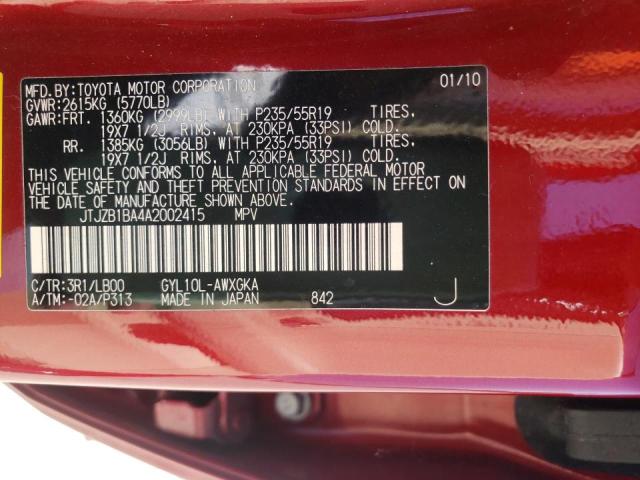 MFD.BY:TOYOTA MOTOR CORPORATION 01/10
GVWR:2615KG (5770LB)
GAWR:FRT. 1360KG (2999LB) WITH P235/55R19 TIRES,
19X7 1/2J RIMS, AT 230KPA (33PSI) COLD.
RR. 1385KG (3056LB) WITH P235/55R19 TIRES,
19X7 1/2J RIMS, AT 230KPA (33PSI) COLD.
THIS VEHICLE CONFORMS TO ALL APPLICABLE FEDERAL MOTOR
VEHICLE SAFETY AND THEFT PREVENTION STANDARDS IN EFFECT
ON THE DATE OF MANUFACTURE SHOWN ABOVE.
JTJZB1BA4A2002415 MPV
C/TR:3R1/LB00 GYL10L-AWXGKA
A/TM:-02A/P313 MADE IN JAPAN 842 J